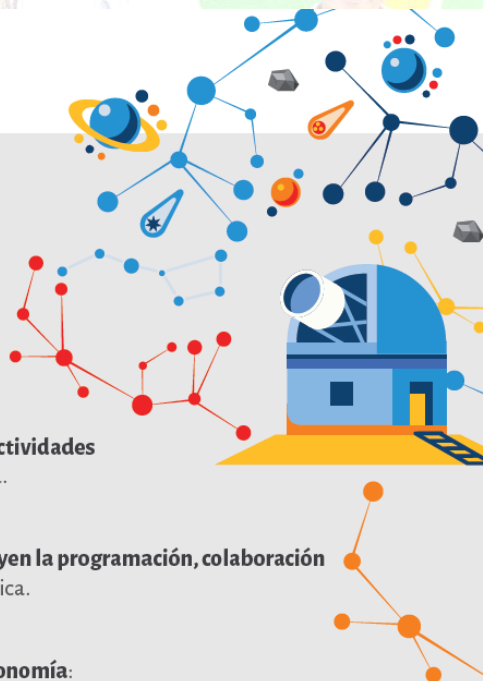 ctividades
.
yen la programación, colaboración
ica.
onomía: